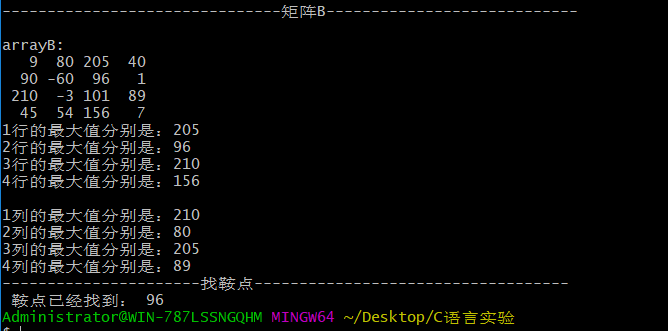 ------------------------------矩阵B---------------------------
arrayB:
   9  80 205  40
  90 -60  96   1
 210  -3 101  89
  45  54 156   7
1行的最大值分别是：205
2行的最大值分别是：96
3行的最大值分别是：210
4行的最大值分别是：156
1列的最大值分别是：210
2列的最大值分别是：80
3列的最大值分别是：205
4列的最大值分别是：89
----------------------找鞍点----------------------------------
 鞍点已经找到： 96
Administrator@WIN-787LSSNGQHM MINGW64 ~/Desktop/C语言实验